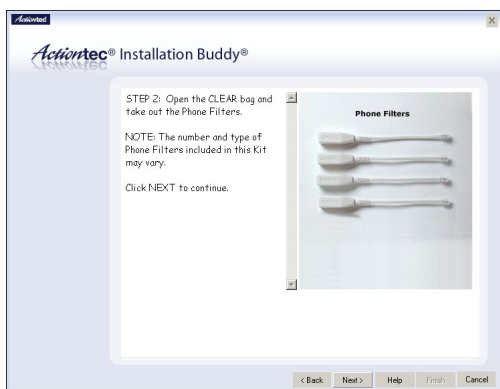 Actiontec
Actiontec® Installation Buddy®
STEP 2: Open the CLEAR bag and
take out the Phone Filters.
NOTE: The number and type of
Phone Filters included in this Kit
may vary.
Click NEXT to continue.
Phone Filters
< Back
Next >
Help
Finish
Cancel